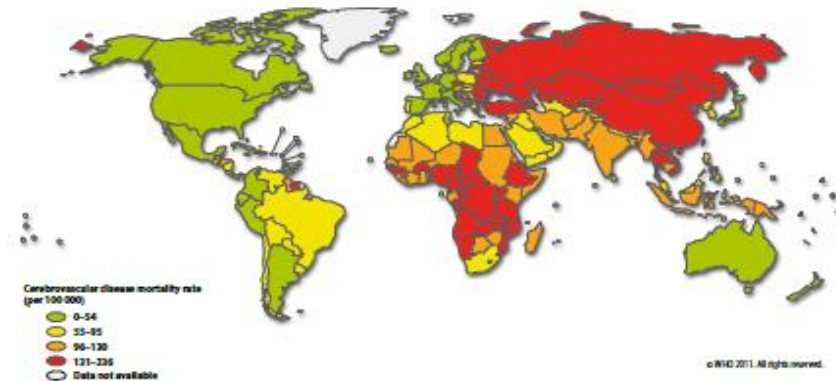 Cerebrovascular disease mortality rate
(per 100 000)
0–54
55–95
96–130
131–236
Data not available
© WHO 2011. All rights reserved.